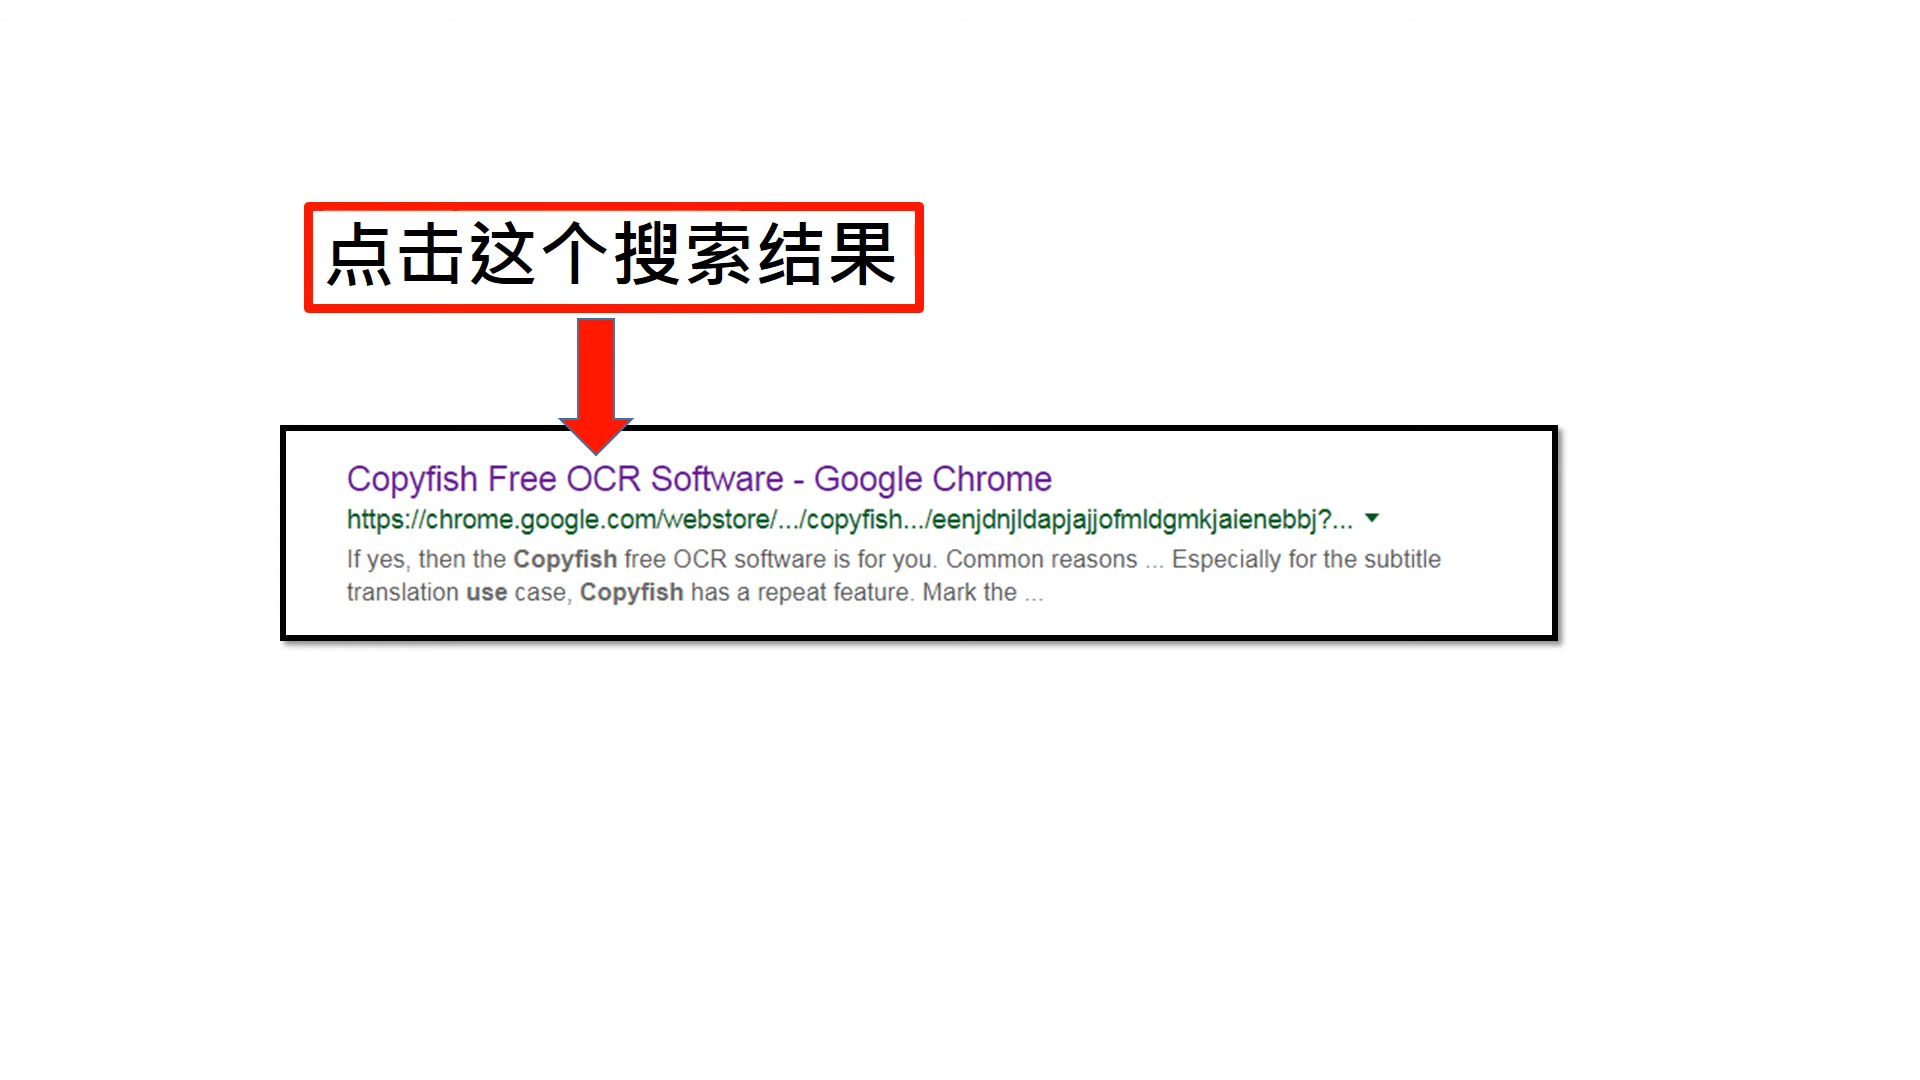 点击这个搜索结果
Copyfish Free OCR Software - Google Chrome
https://chrome.google.com/webstore/.../copyfish.../eenjdnjldapjajjofmldgmkjaienebbj?...
If yes, then the Copyfish free OCR software is for you. Common reasons ... Especially for the subtitle
translation use case, Copyfish has a repeat feature. Mark the ...